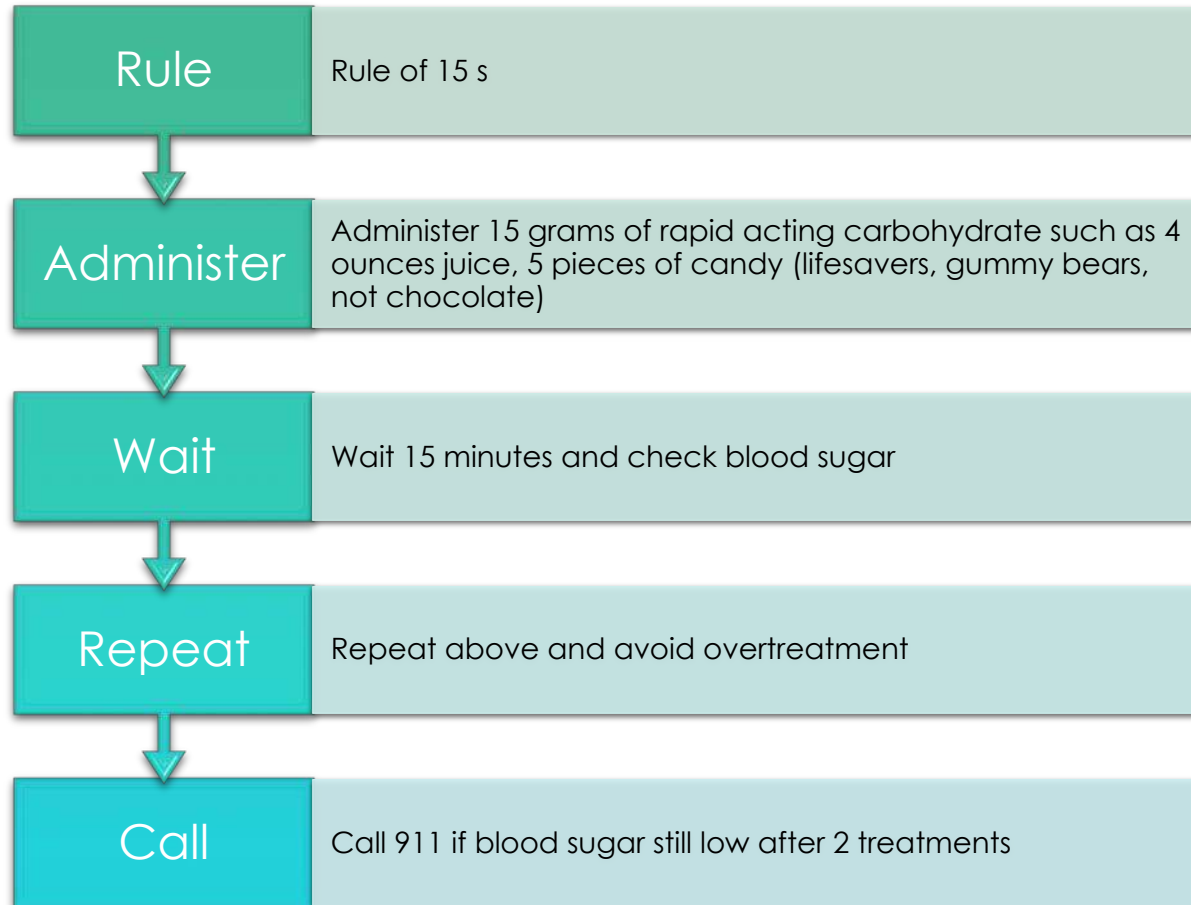 Rule
Rule of 15 s
Administer
Administer 15 grams of rapid acting carbohydrate such as 4
ounces juice, 5 pieces of candy (lifesavers, gummy bears,
not chocolate)
Wait
Wait 15 minutes and check blood sugar
Repeat
Repeat above and avoid overtreatment
Call
Call 911 if blood sugar still low after 2 treatments